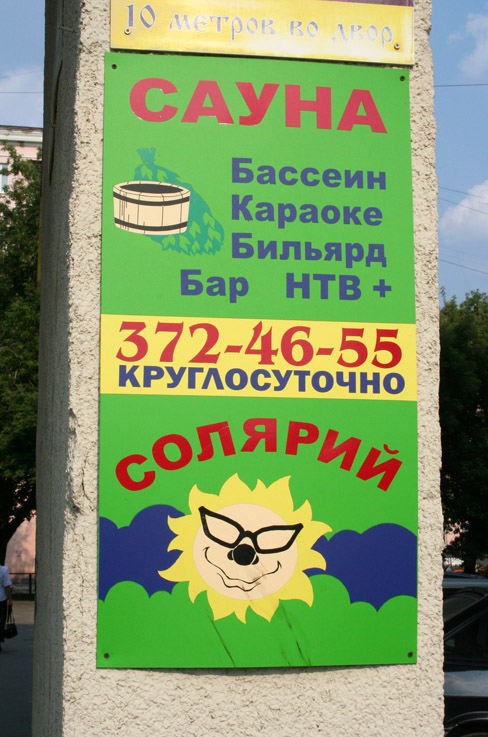 10 метров во двор
САУНА
Бассеин
Караоке
Бильярд
Бар НТВ +
372-46-55
КРУГЛОСУТОЧНО
СОЛЯРИЙ